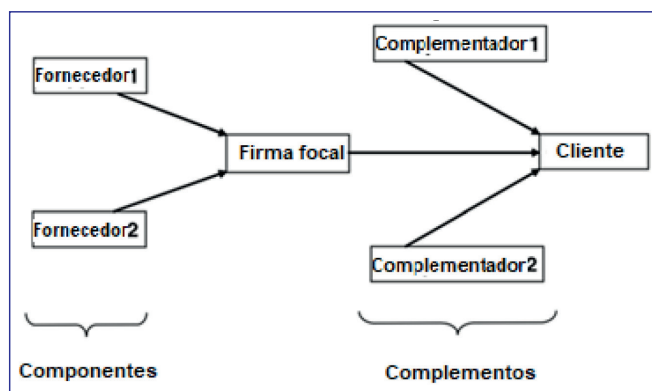 Complementador1
Fornecedor1
Firma focal
Cliente
Fornecedor2
Complementador2
Componentes
Complementos